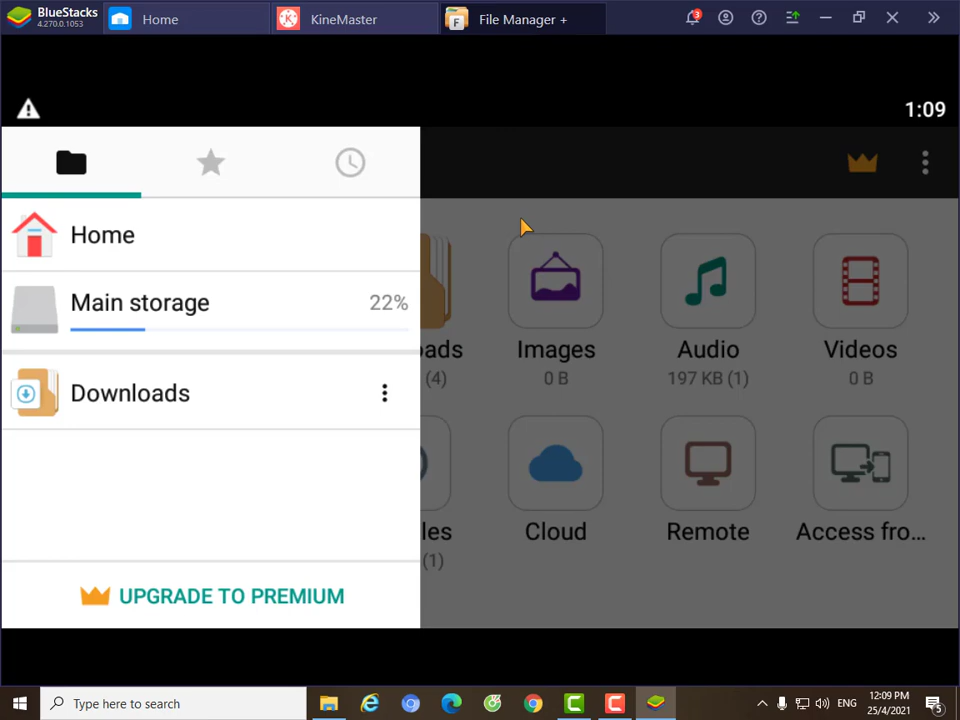 BlueStacks
4.270.0.1053
Home
KineMaster
File Manager +
3
1:09
Home
Main storage
22%
Downloads
UPGRADE TO PREMIUM
oads
(4)
Images
0 B
Audio
197 KB (1)
Videos
0 B
les
(1)
Cloud
Remote
Access fro...
Type here to search
ENG
12:09 PM
25/4/2021
5